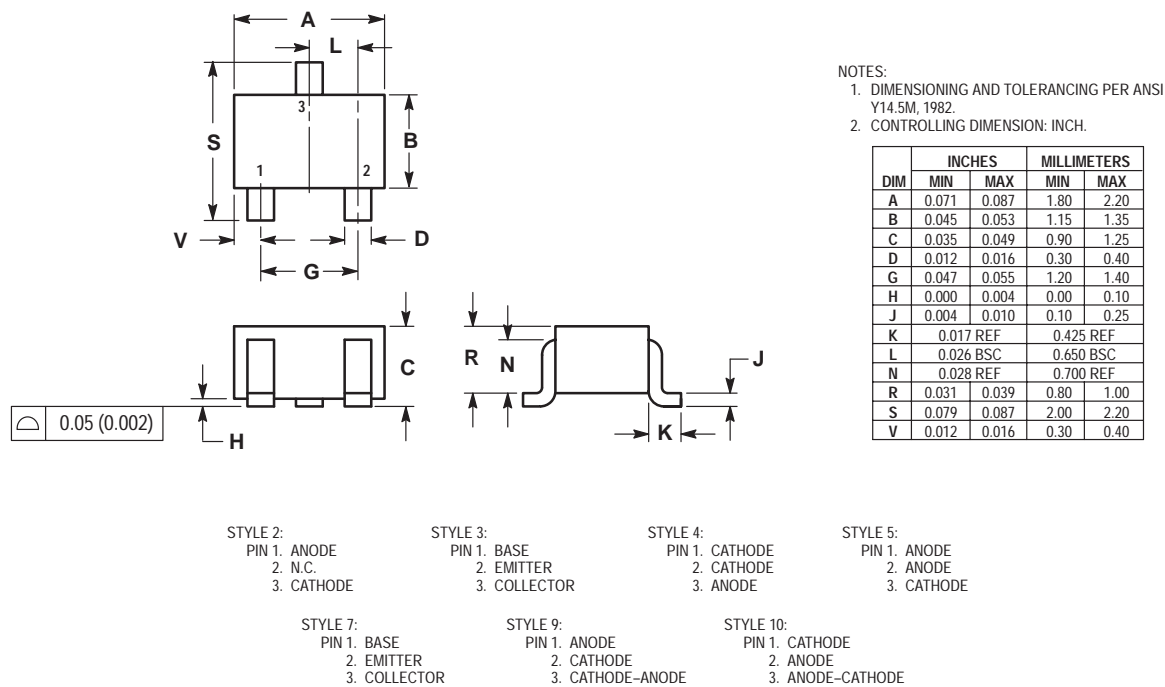 A
L
S
3
B
1
2
V
D
G
C
0.05 (0.002)
H
R
N
J
K
NOTES:
1. DIMENSIONING AND TOLERANCING PER ANSI
Y14.5M, 1982.
2. CONTROLLING DIMENSION: INCH.
INCHES MILLIMETERS
DIM MIN MAX MIN MAX
A 0.071 0.087 1.80 2.20
B 0.045 0.053 1.15 1.35
C 0.035 0.049 0.90 1.25
D 0.012 0.016 0.30 0.40
G 0.047 0.055 1.20 1.40
H 0.000 0.004 0.00 0.10
J 0.004 0.010 0.10 0.25
K 0.017 REF 0.425 REF
L 0.026 BSC 0.650 BSC
N 0.028 REF 0.700 REF
R 0.031 0.039 0.80 1.00
S 0.079 0.087 2.00 2.20
V 0.012 0.016 0.30 0.40
STYLE 2:
PIN 1. ANODE
2. N.C.
3. CATHODE
STYLE 3:
PIN 1. BASE
2. EMITTER
3. COLLECTOR
STYLE 4:
PIN 1. CATHODE
2. CATHODE
3. ANODE
STYLE 5:
PIN 1. ANODE
2. ANODE
3. CATHODE
STYLE 7:
PIN 1. BASE
2. EMITTER
3. COLLECTOR
STYLE 9:
PIN 1. ANODE
2. CATHODE
3. CATHODE–ANODE
STYLE 10:
PIN 1. CATHODE
2. ANODE
3. ANODE–CATHODE